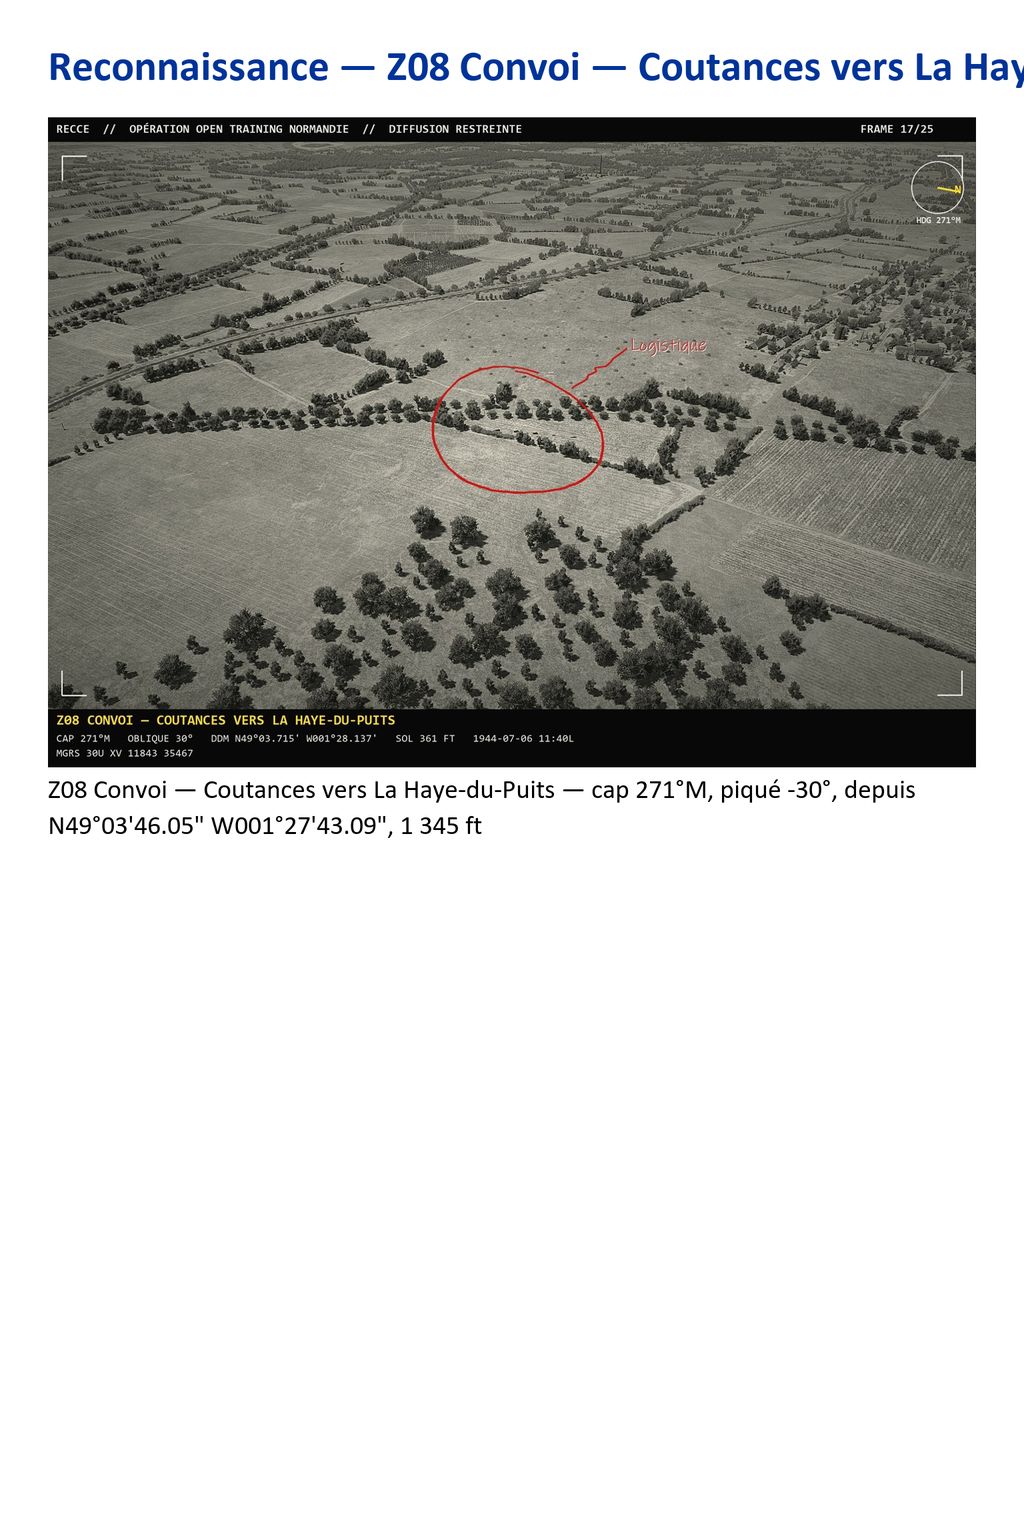 Reconnaissance — Z08 Convoi — Coutances vers La Hay
RECCE // OPÉRATION OPEN TRAINING NORMANDIE // DIFFUSION RESTREINTE
FRAME 17/25
N
HDG 271°M
Logistique
Z08 CONVOI — COUTANCES VERS LA HAYE-DU-PUITS
CAP 271°M OBLIQUE 30° DDM N49°03.715' W001°28.137' SOL 361 FT 1944-07-06 11:40L
MGRS 30U XV 11843 35467
Z08 Convoi — Coutances vers La Haye-du-Puits — cap 271°M, piqué -30°, depuis
N49°03'46.05" W001°27'43.09", 1 345 ft